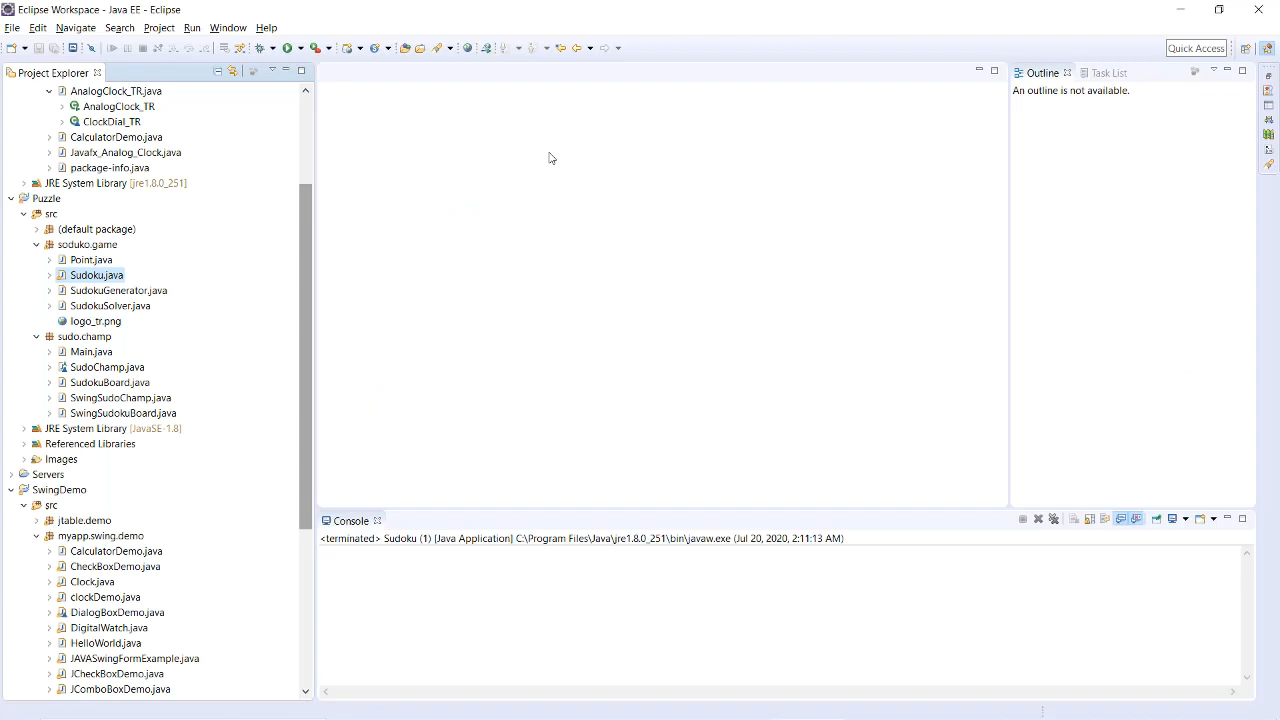 Eclipse Workspace - Java EE - Eclipse
File Edit Navigate Search Project Run Window Help
Quick Access
Project Explorer
AnalogClock_TR.java
AnalogClock_TR
ClockDial_TR
CalculatorDemo.java
Javafx_Analog_Clock.java
package-info.java
JRE System Library [jre1.8.0_251]
Puzzle
src
(default package)
soduko.game
Point.java
Sudoku.java
SudokuGenerator.java
SudokuSolver.java
logo_tr.png
sudo.champ
Main.java
SudoChamp.java
SudokuBoard.java
SwingSudoChamp.java
SwingSudokuBoard.java
JRE System Library [JavaSE-1.8]
Referenced Libraries
Images
Servers
SwingDemo
src
jtable.demo
myapp.swing.demo
CalculatorDemo.java
CheckBoxDemo.java
Clock.java
clockDemo.java
DialogBoxDemo.java
DigitalWatch.java
HelloWorld.java
JAVASwingFormExample.java
JCheckBoxDemo.java
JComboBoxDemo.java
Outline Task List
An outline is not available.
Console
<terminated> Sudoku (1) [Java Application] C:\Program Files\Java\jre1.8.0_251\bin\javaw.exe (Jul 20, 2020, 2:11:13 AM)